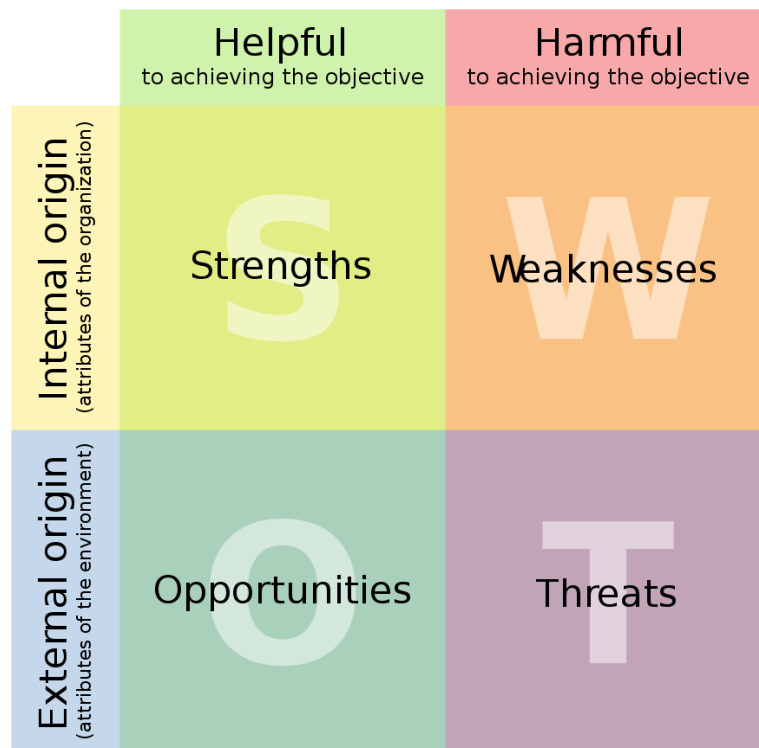 Helpful
to achieving the objective
Harmful
to achieving the objective
Internal origin
(attributes of the organization)
S
Strengths
W
Weaknesses
External origin
(attributes of the environment)
O
Opportunities
T
Threats